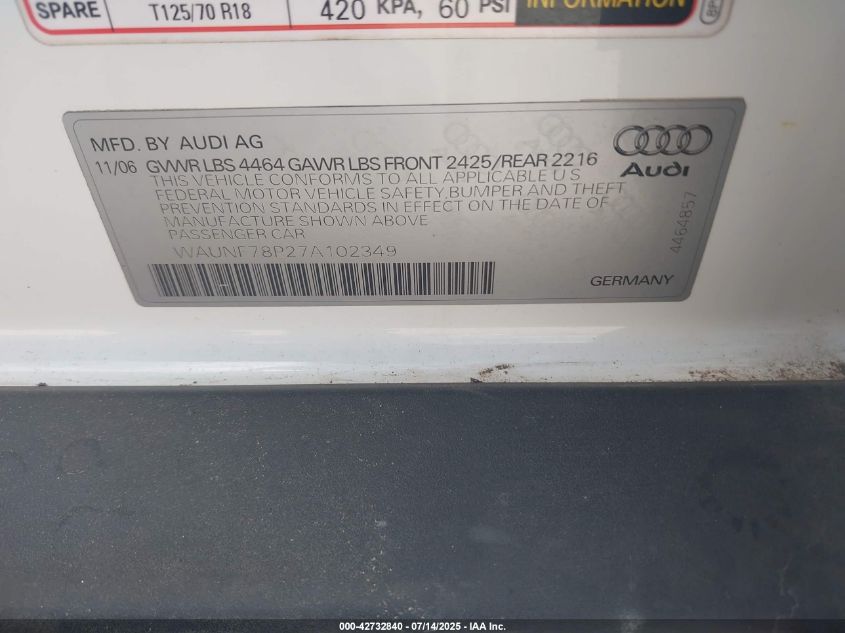 SPARE T125/70 R18 420 KPA, 60 PSI INFORMATION
MFD. BY AUDI AG
11/06 GVWR LBS 4464 GAWR LBS FRONT 2425/REAR 2216
THIS VEHICLE CONFORMS TO ALL APPLICABLE U S
FEDERAL MOTOR VEHICLE SAFETY,BUMPER AND THEFT
PREVENTION STANDARDS IN EFFECT ON THE DATE OF
MANUFACTURE SHOWN ABOVE
PASSENGER CAR
WAUNF78P27A102349
Audi
4464857
GERMANY
000-42732840 - 07/14/2025 - IAA Inc.